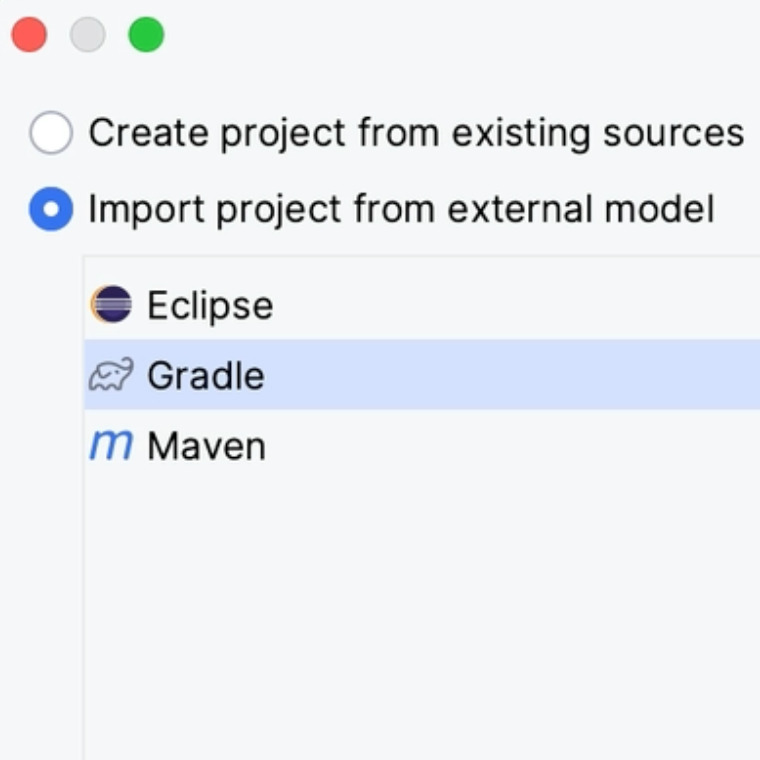 Create project from existing sources
Import project from external model
Eclipse
Gradle
Maven